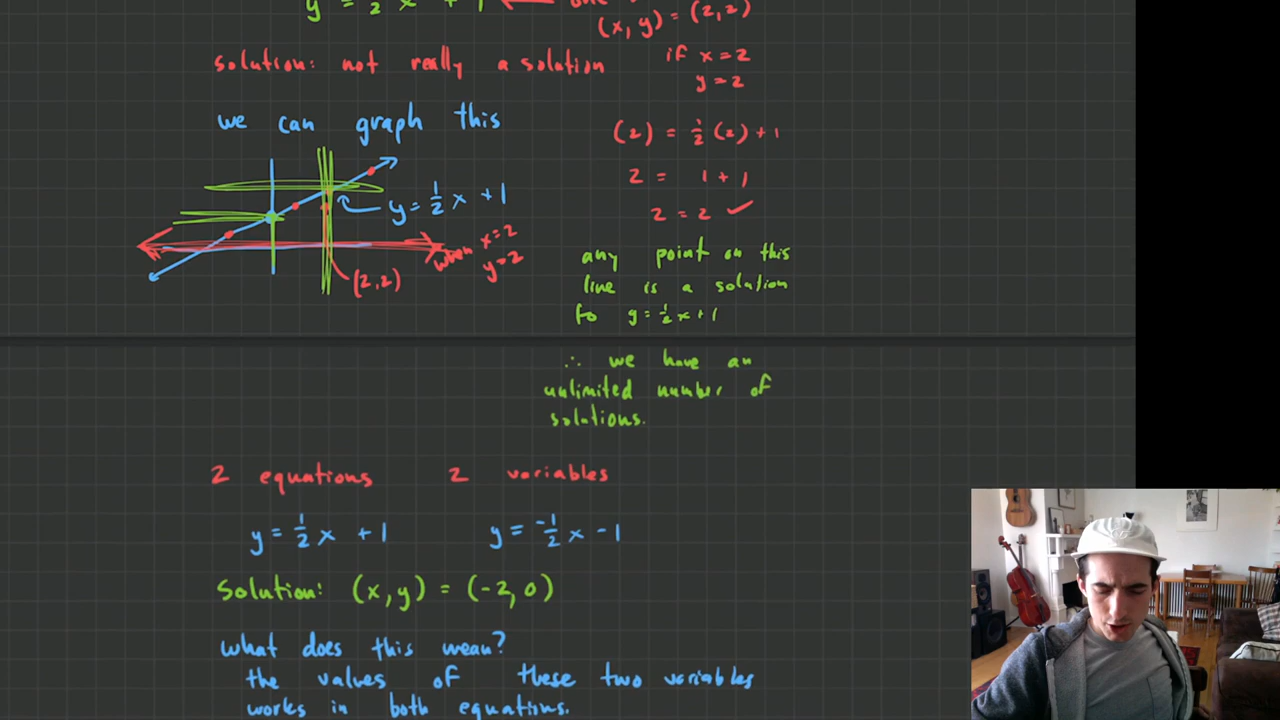 y = 1/2 x + 1
(x, y) = (2,2)
solution: not really a solution
if x=2
y=2
we can graph this
(2) = 1/2 (2) + 1
2 = 1 + 1
2 = 2 ✓
y = 1/2 x + 1
when x=2
y=2
(2,2)
any point on this
line is a solution
to y = 1/2 x + 1
∴ we have an
unlimited number of
solutions.
2 equations 2 variables
y = 1/2 x + 1 y = -1/2 x - 1
Solution: (x,y) = (-2,0)
what does this mean?
the values of these two variables
works in both equations.